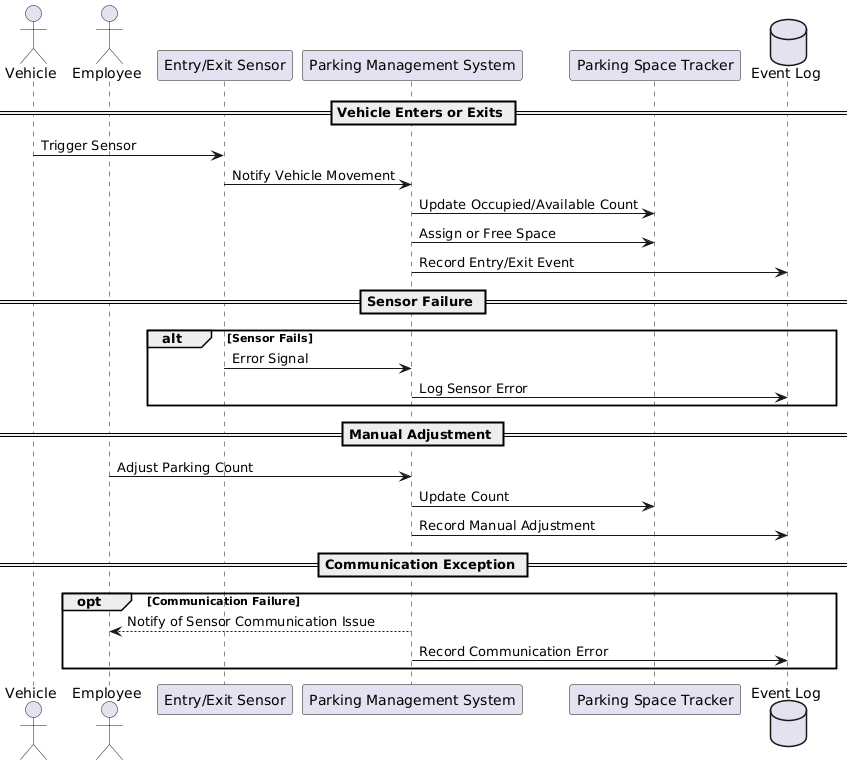 Vehicle
Employee
Entry/Exit Sensor
Parking Management System
Parking Space Tracker
Event Log
Vehicle Enters or Exits
Trigger Sensor
Notify Vehicle Movement
Update Occupied/Available Count
Assign or Free Space
Record Entry/Exit Event
Sensor Failure
alt
[Sensor Fails]
Error Signal
Log Sensor Error
Manual Adjustment
Adjust Parking Count
Update Count
Record Manual Adjustment
Communication Exception
opt
[Communication Failure]
Notify of Sensor Communication Issue
Record Communication Error
Vehicle
Employee
Entry/Exit Sensor
Parking Management System
Parking Space Tracker
Event Log